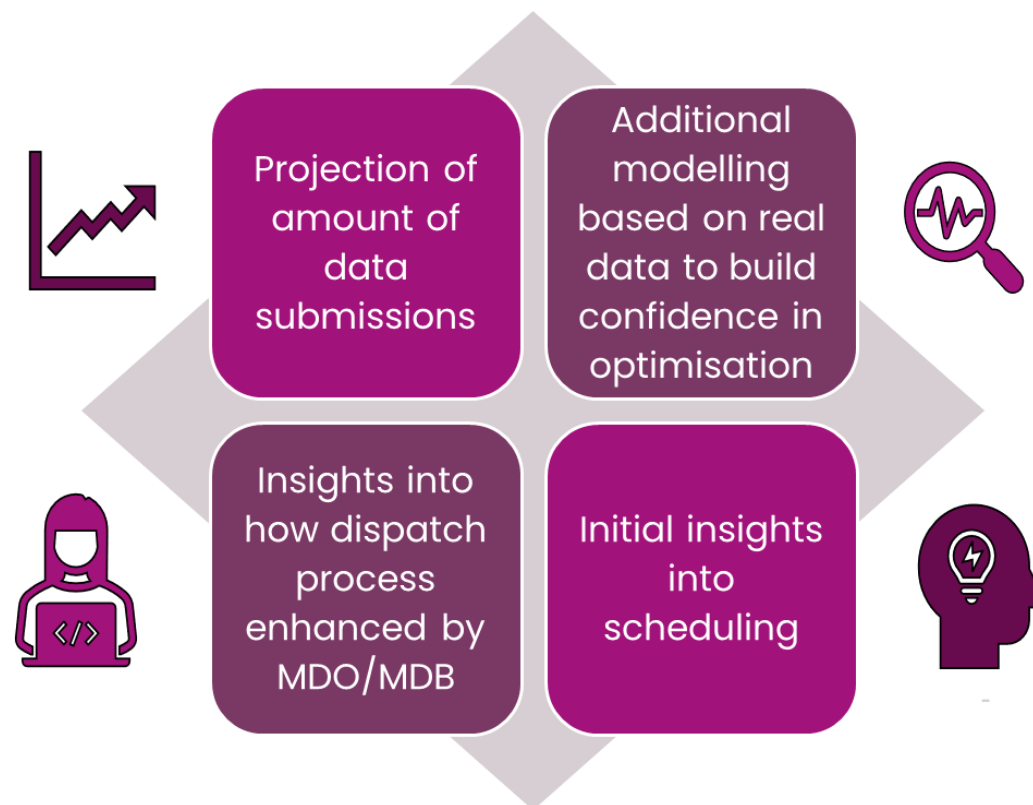 Projection of
amount of
data
submissions
Additional
modelling
based on real
data to build
confidence in
optimisation
Insights into
how dispatch
process
enhanced by
MDO/MDB
Initial insights
into
scheduling